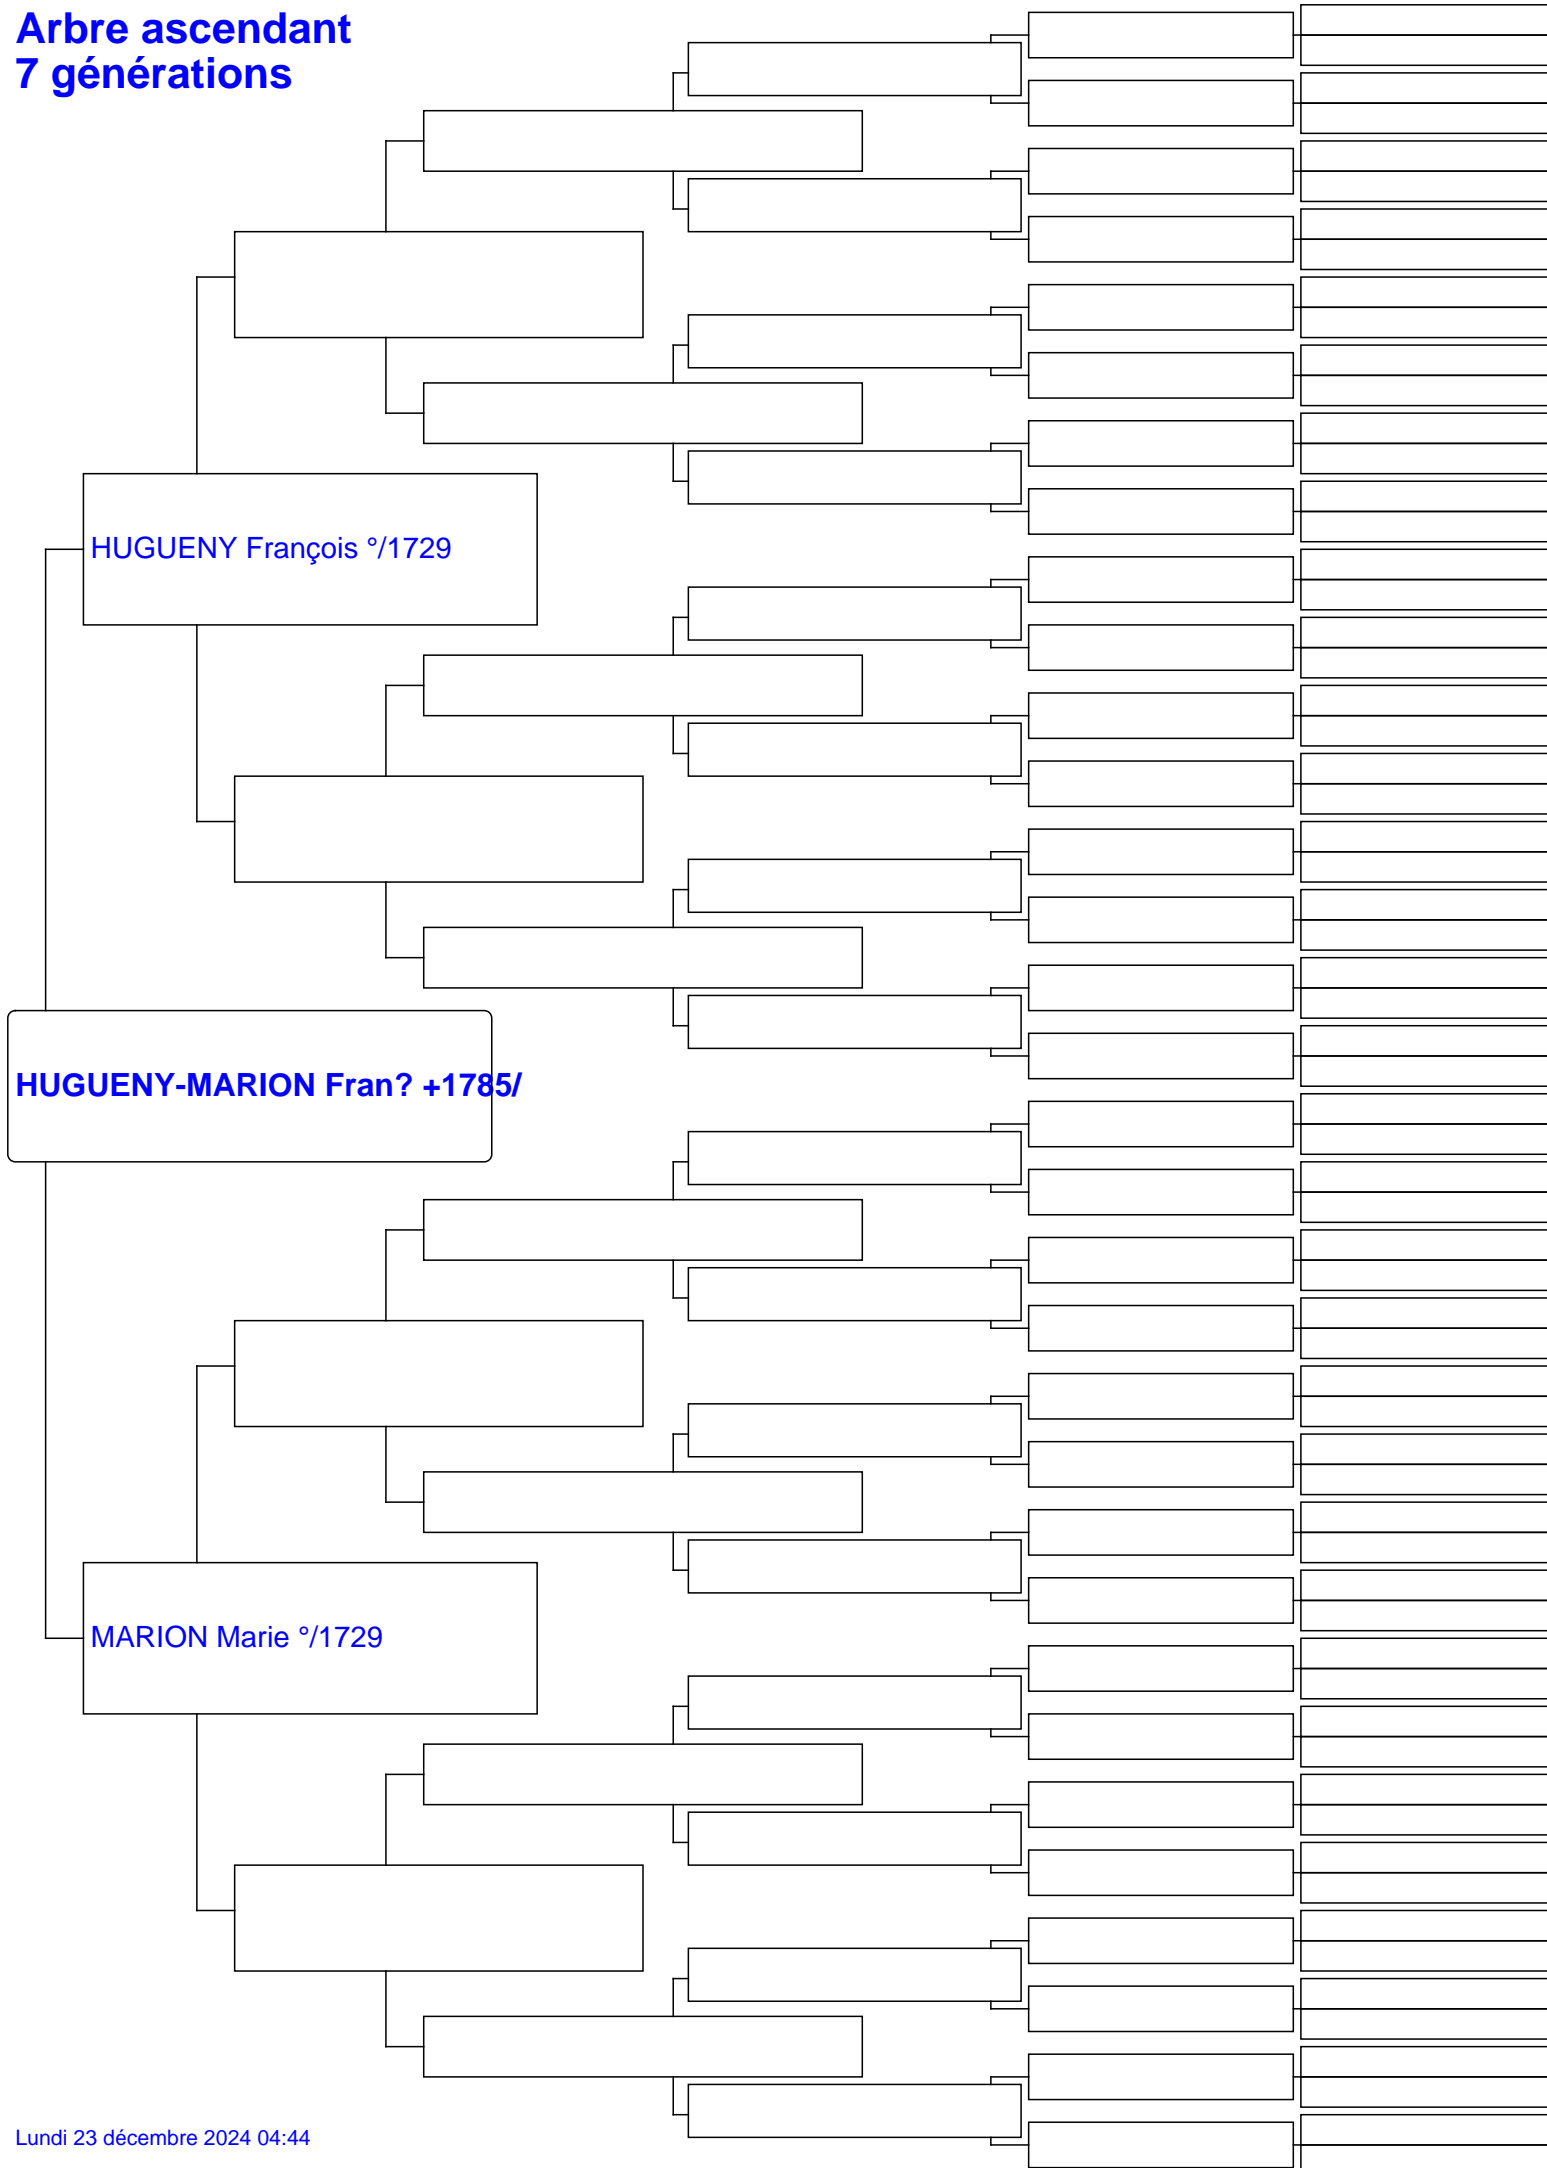 Arbre ascendant
7 générations
HUGUENY François °/1729
HUGUENY-MARION Fran? +1785/
MARION Marie °/1729
Lundi 23 décembre 2024 04:44